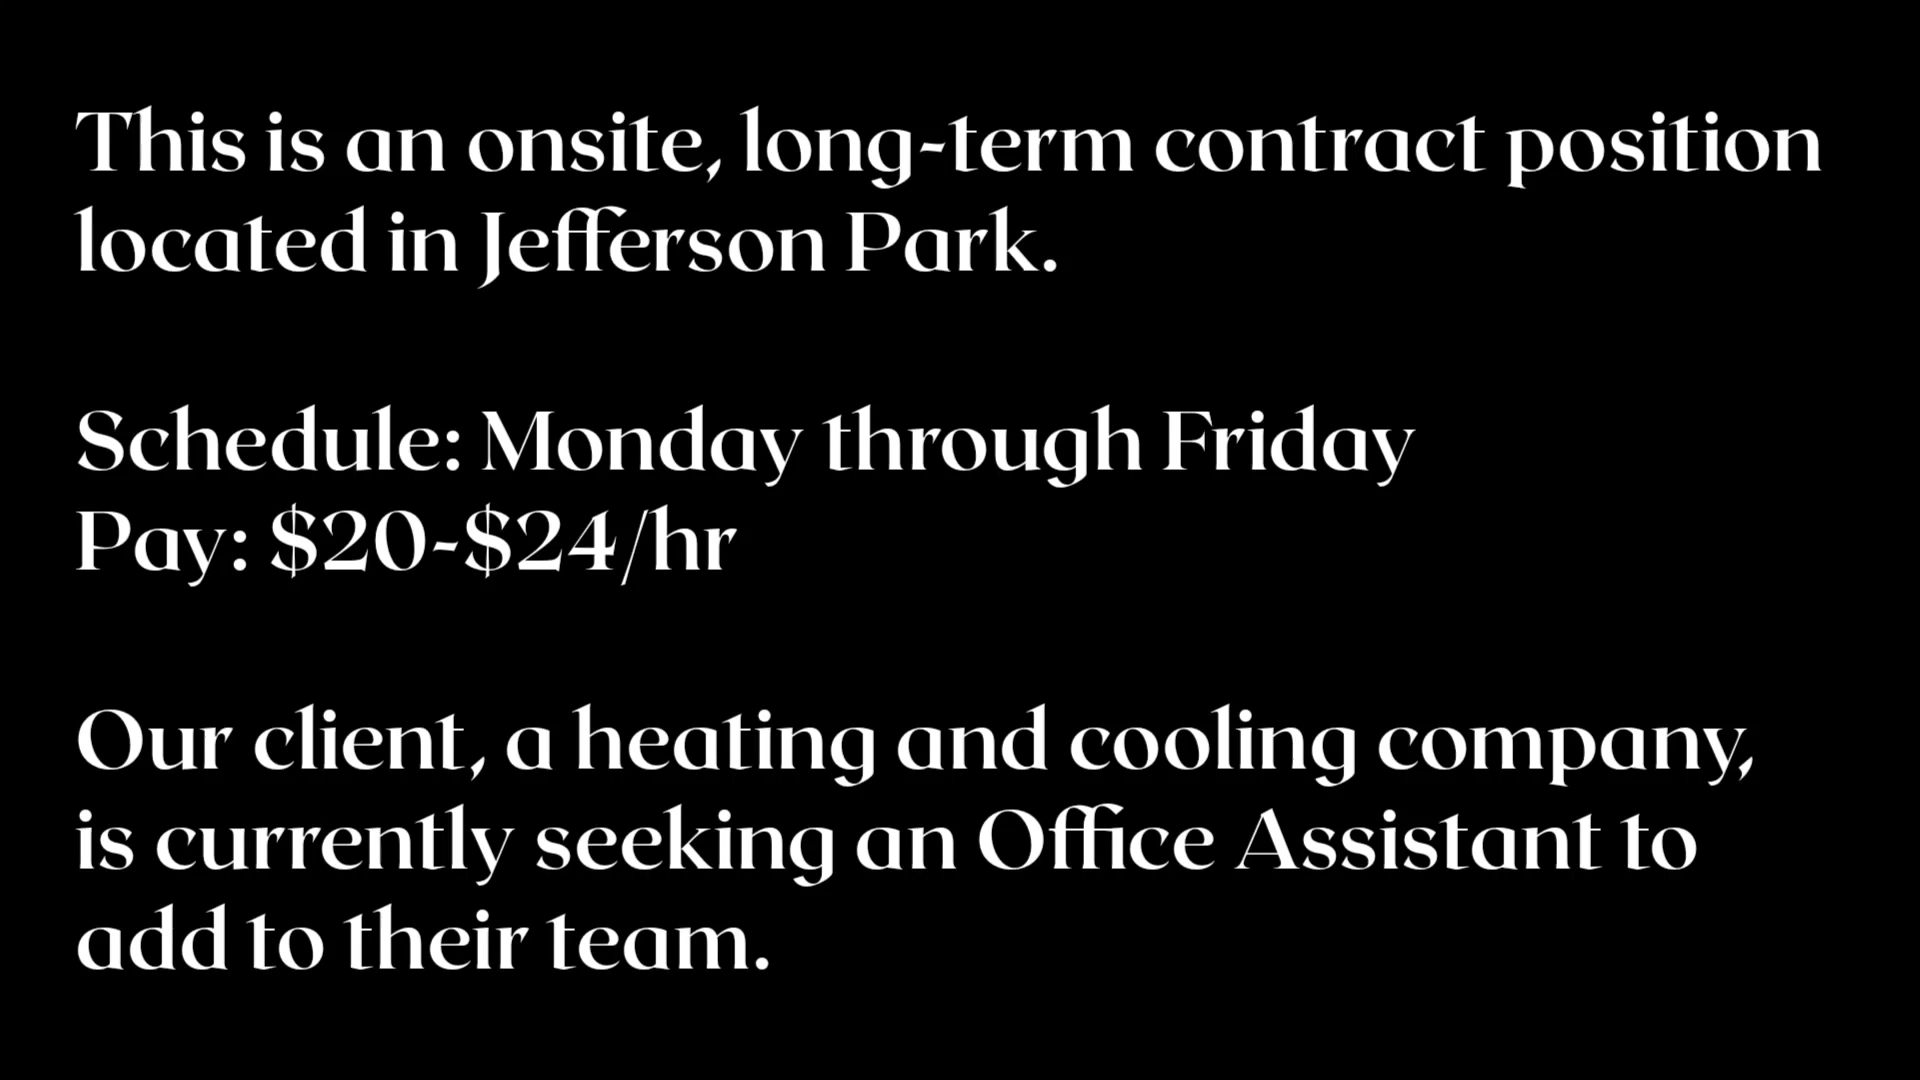 This is an onsite, long-term contract position
located in Jefferson Park.
Schedule: Monday through Friday
Pay: $20-$24/hr
Our client, a heating and cooling company,
is currently seeking an Office Assistant to
add to their team.